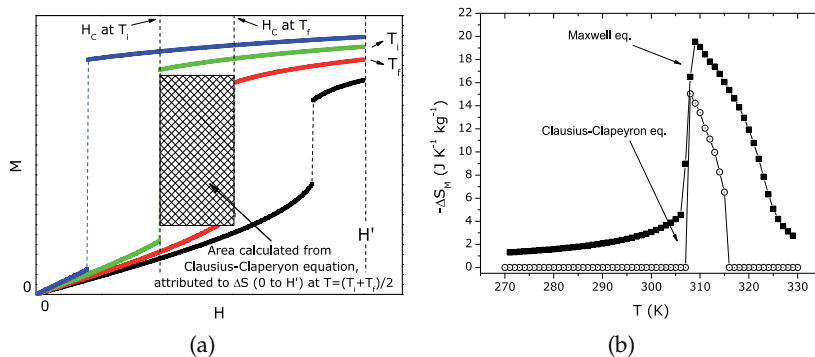 H_C at T_i
H_C at T_f
T_i
T_f
M
H'
Area calculated from
Clausius-Claperyon equation,
attributed to ΔS (0 to H') at T=(T_i+T_f)/2
0
0
H
(a)
22
20
18
16
14
12
10
8
6
4
2
0
-ΔS_M (J K^-1 kg^-1)
Maxwell eq.
Clausius-Clapeyron eq.
270 280 290 300 310 320 330
T (K)
(b)